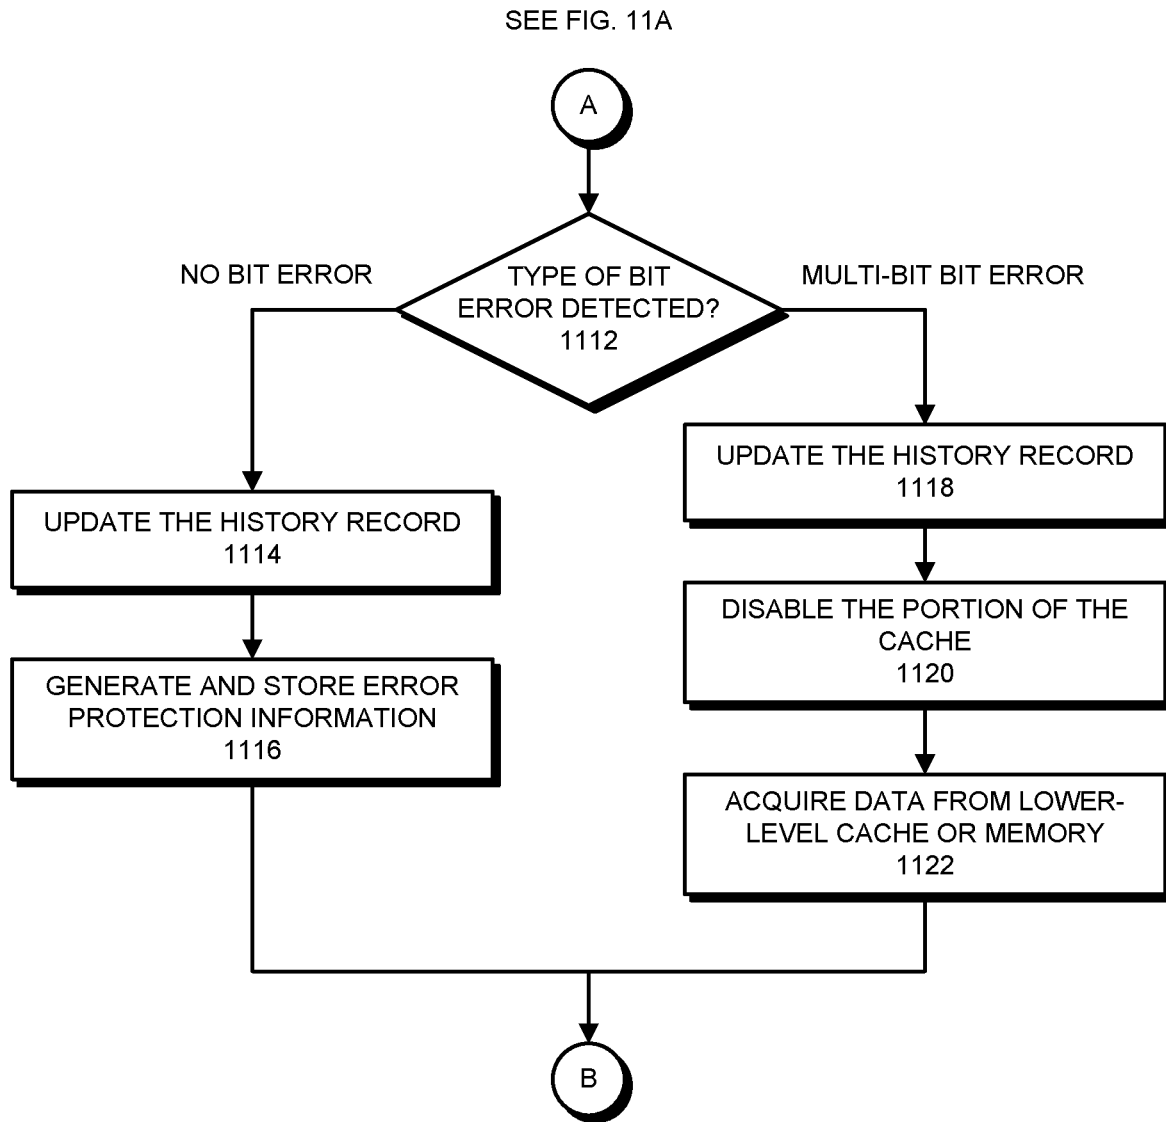 SEE FIG. 11A
A
NO BIT ERROR
TYPE OF BIT
ERROR DETECTED?
1112
MULTI-BIT BIT ERROR
UPDATE THE HISTORY RECORD
1114
GENERATE AND STORE ERROR
PROTECTION INFORMATION
1116
UPDATE THE HISTORY RECORD
1118
DISABLE THE PORTION OF THE
CACHE
1120
ACQUIRE DATA FROM LOWER-
LEVEL CACHE OR MEMORY
1122
B